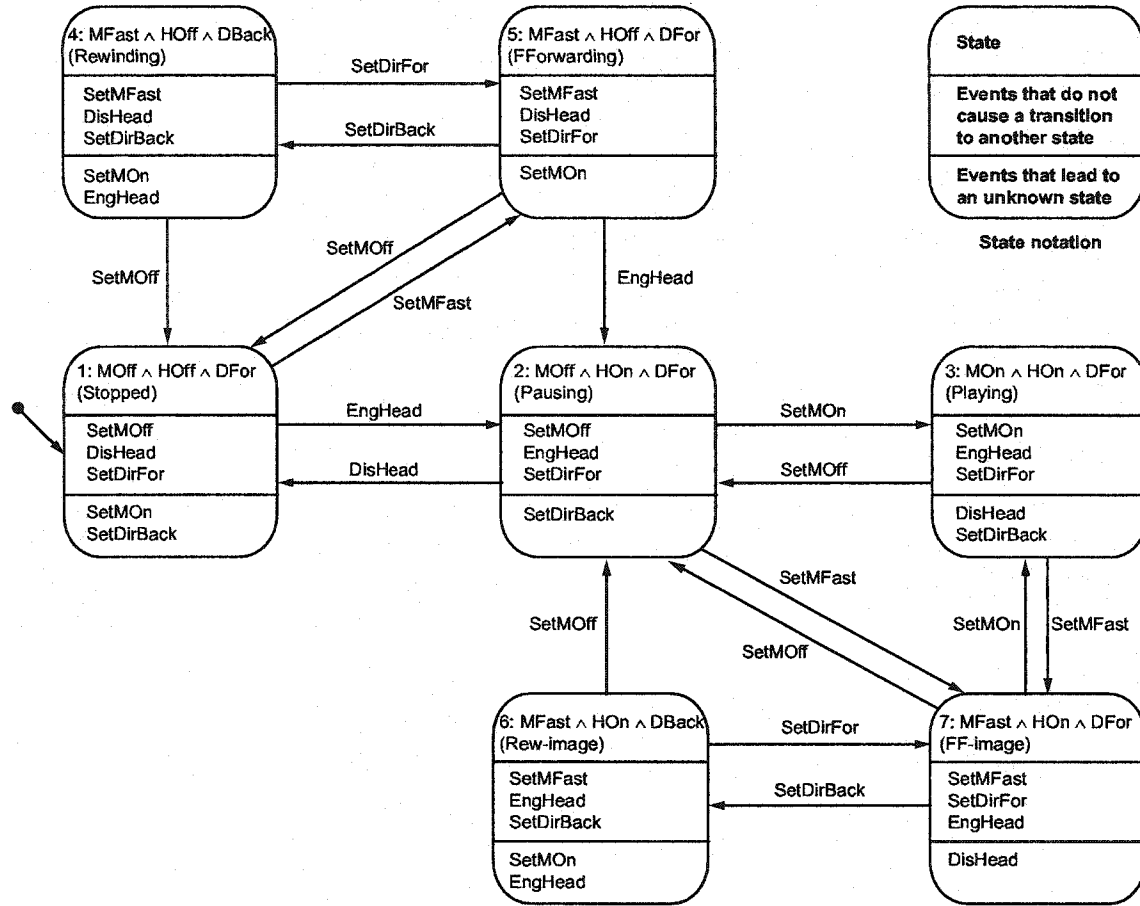 4: MFast ∧ HOff ∧ DBack
(Rewinding)
SetMFast
DisHead
SetDirBack
SetMOn
EngHead
SetDirFor
SetDirBack
5: MFast ∧ HOff ∧ DFor
(FForwarding)
SetMFast
DisHead
SetDirFor
SetMOn
State
Events that do not
cause a transition
to another state
Events that lead to
an unknown state
State notation
SetMOff
SetMOff
SetMFast
EngHead
1: MOff ∧ HOff ∧ DFor
(Stopped)
SetMOff
DisHead
SetDirFor
SetMOn
SetDirBack
EngHead
DisHead
2: MOff ∧ HOn ∧ DFor
(Pausing)
SetMOff
EngHead
SetDirFor
SetDirBack
SetMOn
SetMOff
3: MOn ∧ HOn ∧ DFor
(Playing)
SetMOn
EngHead
SetDirFor
DisHead
SetDirBack
SetMOff
SetMFast
SetMOff
SetMOn
SetMFast
6: MFast ∧ HOn ∧ DBack
(Rew-image)
SetMFast
EngHead
SetDirBack
SetMOn
EngHead
SetDirFor
SetDirBack
7: MFast ∧ HOn ∧ DFor
(FF-image)
SetMFast
SetDirFor
EngHead
DisHead